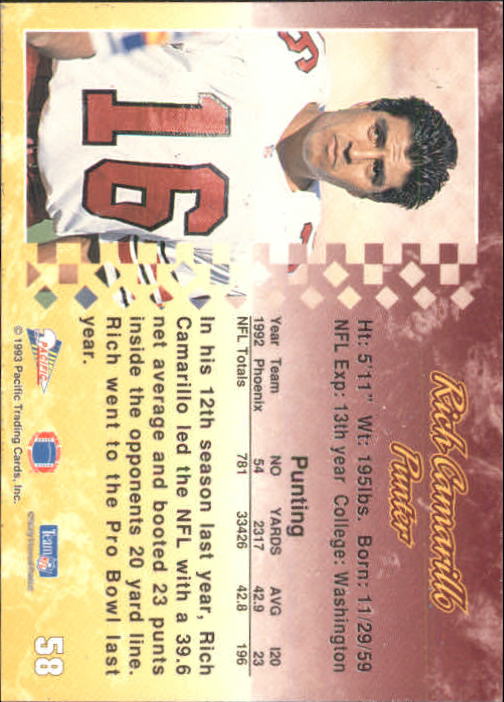 Rich Camarillo
Punter
Ht: 5'11" Wt: 195lbs. Born: 11/29/59
NFL Exp: 13th year College: Washington
Punting
Year Team NO YARDS AVG I20
1992 Phoenix 54 2317 42.9 23
NFL Totals 781 33426 42.8 196
In his 12th season last year, Rich
Camarillo led the NFL with a 39.6
net average and booted 23 punts
inside the opponents 20 yard line.
Rich went to the Pro Bowl last
year.
16
PACIFIC
© 1993 Pacific Trading Cards, Inc.
Team NFL
58